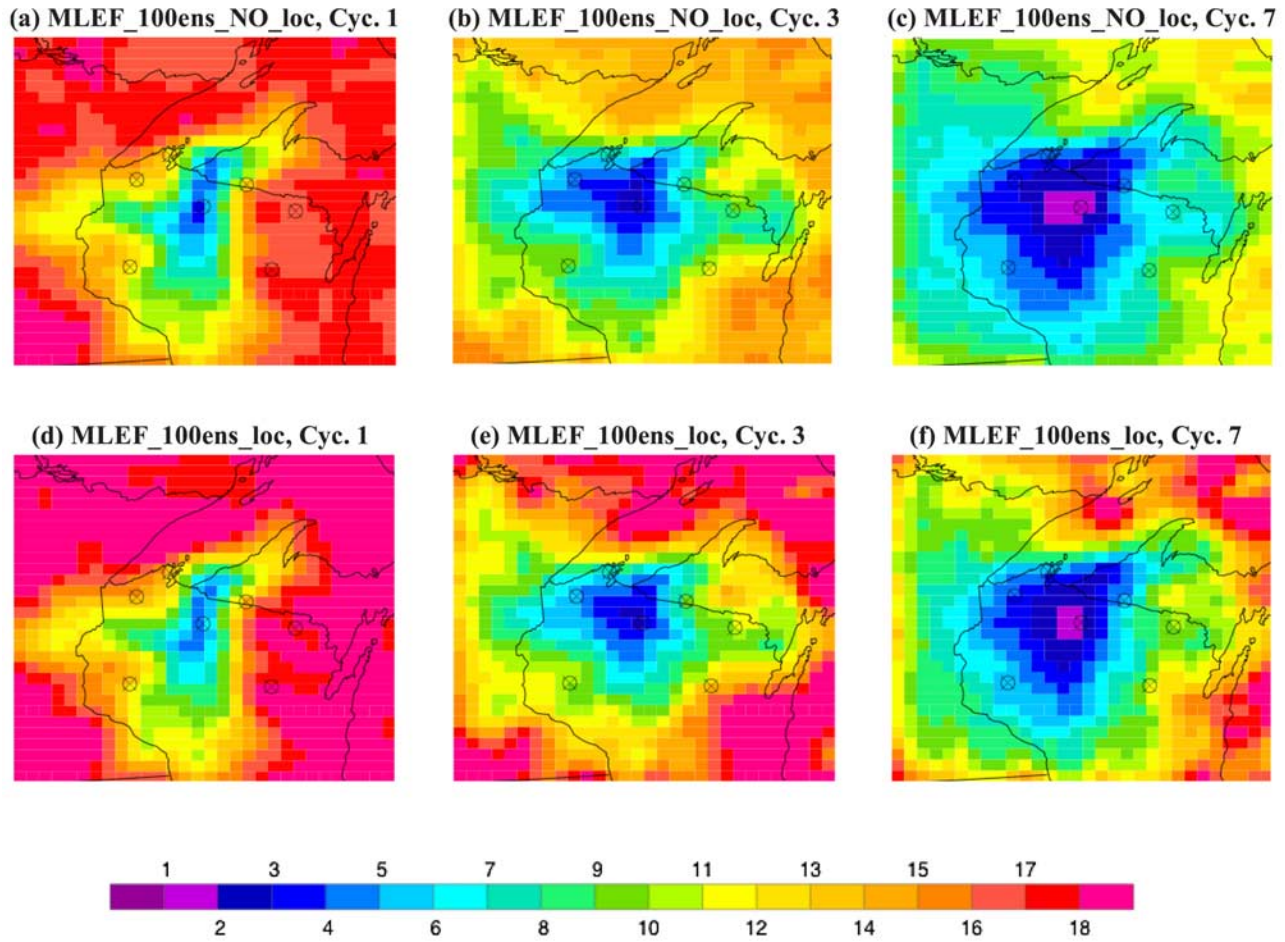 (a) MLEF_100ens_NO_loc, Cyc. 1
(b) MLEF_100ens_NO_loc, Cyc. 3
(c) MLEF_100ens_NO_loc, Cyc. 7
(d) MLEF_100ens_loc, Cyc. 1
(e) MLEF_100ens_loc, Cyc. 3
(f) MLEF_100ens_loc, Cyc. 7
1 3 5 7 9 11 13 15 17
2 4 6 8 10 12 14 16 18